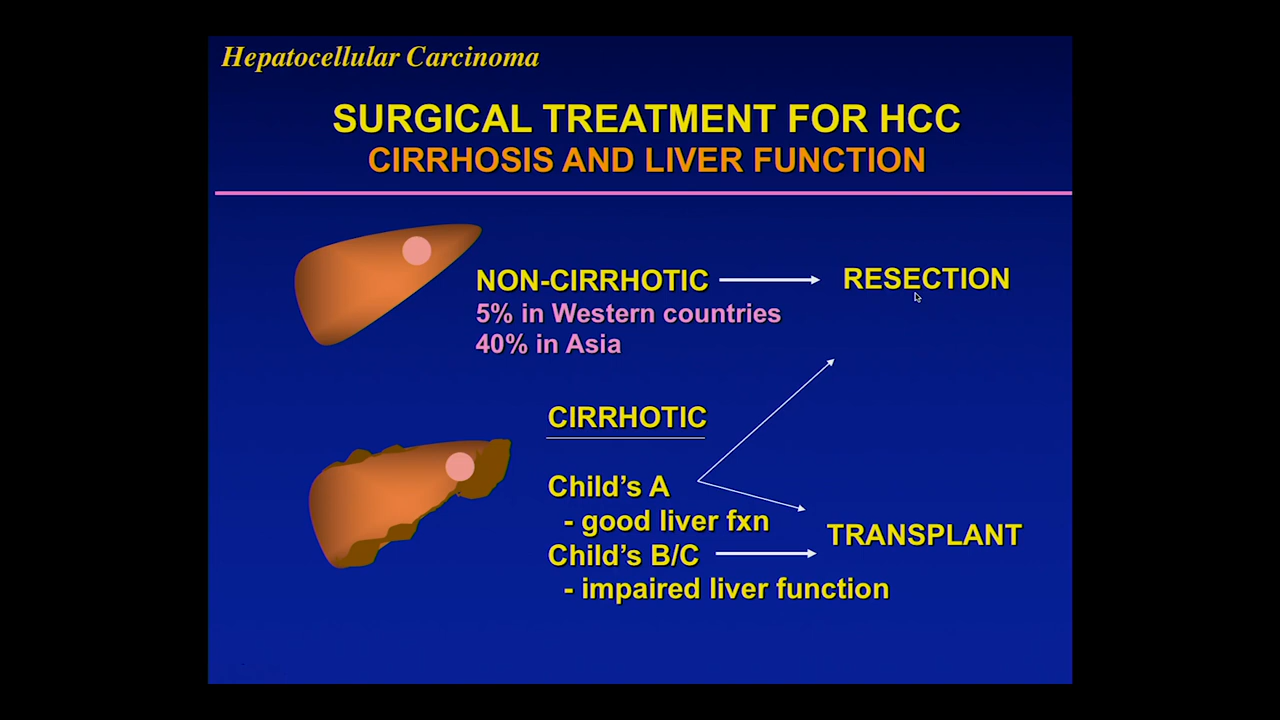 Hepatocellular Carcinoma
SURGICAL TREATMENT FOR HCC
CIRRHOSIS AND LIVER FUNCTION
NON-CIRRHOTIC
RESECTION
5% in Western countries
40% in Asia
CIRRHOTIC
Child's A
- good liver fxn
TRANSPLANT
Child's B/C
- impaired liver function